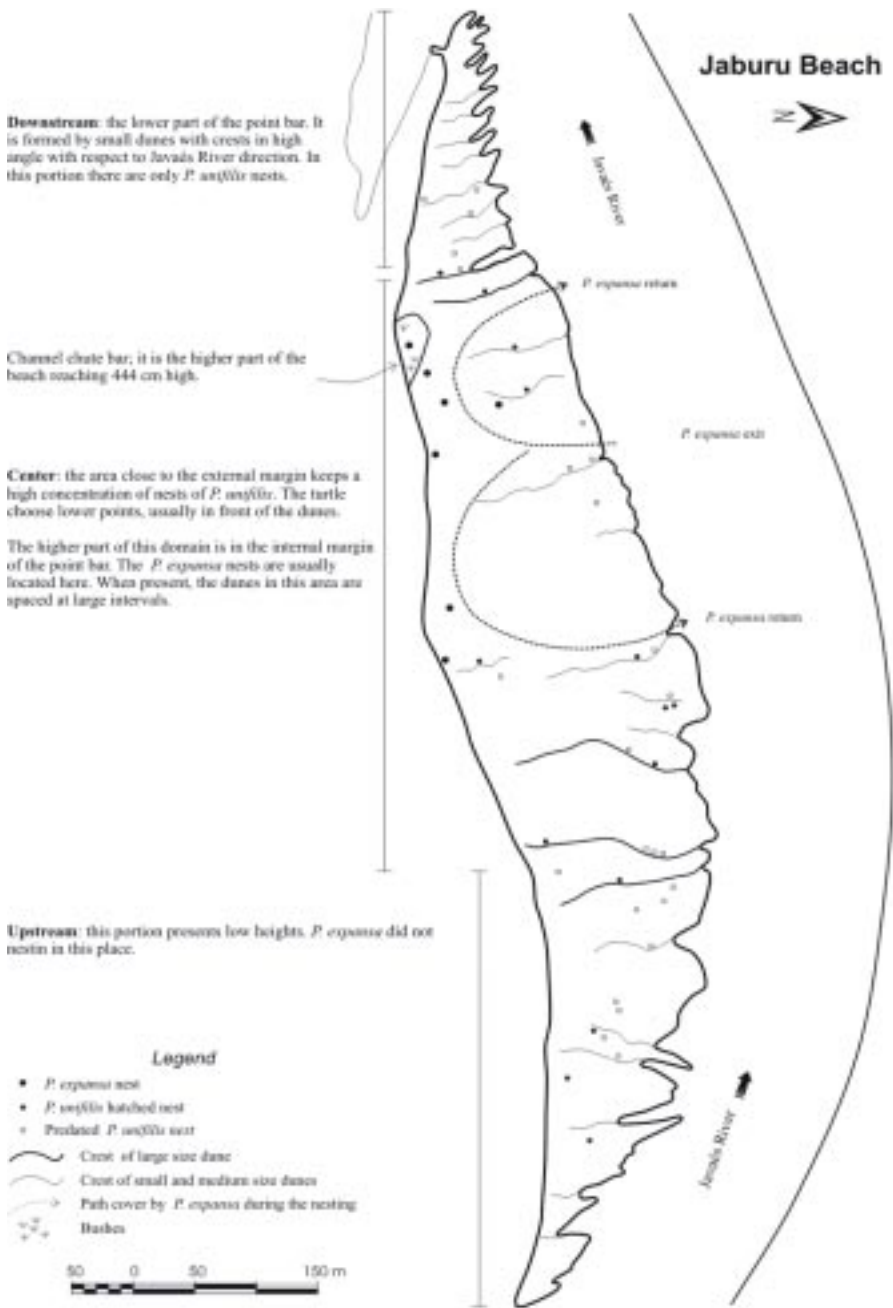 Jaburu Beach
N
Downstream: the lower part of the point bar. It
is formed by small dunes with crests in high
angle with respect to Javaés River direction. In
this portion there are only P. unifilis nests.
Javaés River
P. expansa return
Channel chute bar; it is the higher part of the
beach reaching 444 cm high.
P. expansa exit
Center: the area close to the external margin keeps a
high concentration of nests of P. unifilis. The turtle
choose lower points, usually in front of the dunes.
The higher part of this domain is in the internal margin
of the point bar. The P. expansa nests are usually
located here. When present, the dunes in this area are
spaced at large intervals.
P. expansa return
Upstream: this portion presents low heights. P. expansa did not
nestin in this place.
Javaés River
Legend
P. expansa nest
P. unifilis hatched nest
Predated P. unifilis nest
Crest of large size dune
Crest of small and medium size dunes
Path cover by P. expansa during the nesting
Bushes
50 0 50 150 m